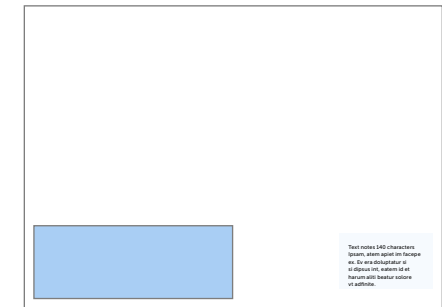 Text notes 140 characters
Ipsam, atem apiet im facepe
ex. Ev era doluptatur si
si dipsus int, eatem id et
harum aliti beatur solore
vt adfinite.